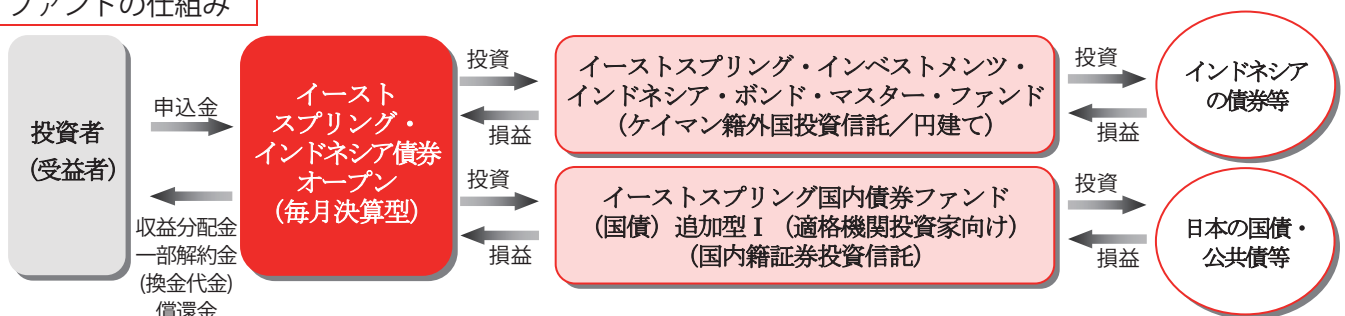 ファンドの仕組み
投資者
(受益者)
申込金
収益分配金
一部解約金
(換金代金)
償還金
イースト
スプリング・
インドネシア債券
オープン
(毎月決算型)
投資
損益
投資
損益
イーストスプリング・インベストメンツ・
インドネシア・ボンド・マスター・ファンド
(ケイマン籍外国投資信託／円建て)
イーストスプリング国内債券ファンド
(国債) 追加型Ⅰ (適格機関投資家向け)
(国内籍証券投資信託)
投資
損益
投資
損益
インドネシア
の債券等
日本の国債・
公共債等